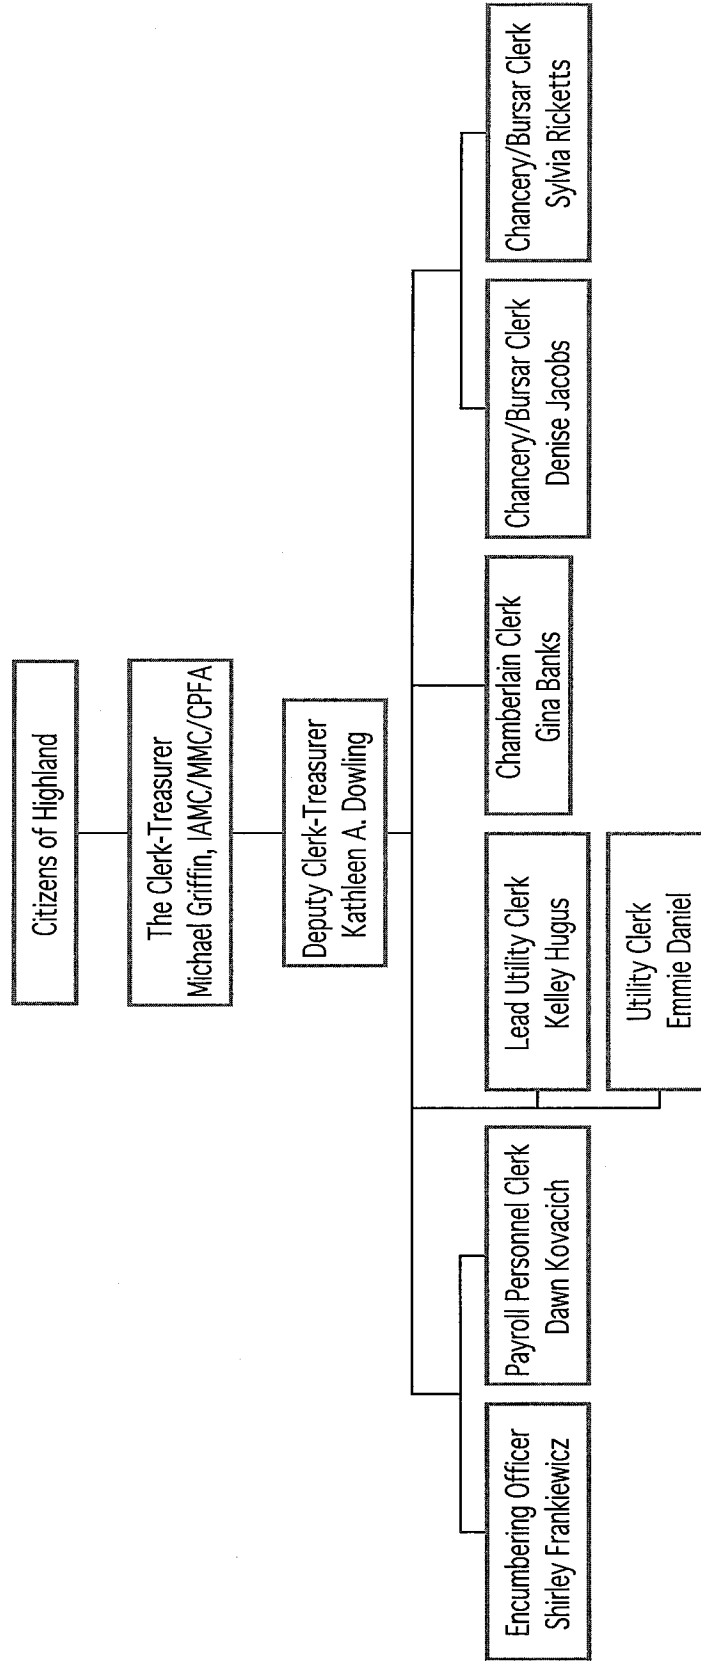 Citizens of Highland
The Clerk-Treasurer
Michael Griffin, IAMC/MMC/CPFA
Deputy Clerk-Treasurer
Kathleen A. Dowling
Encumbering Officer
Shirley Frankiewicz
Payroll Personnel Clerk
Dawn Kovacich
Lead Utility Clerk
Kelley Hugus
Utility Clerk
Emmie Daniel
Chamberlain Clerk
Gina Banks
Chancery/Bursar Clerk
Denise Jacobs
Chancery/Bursar Clerk
Sylvia Ricketts